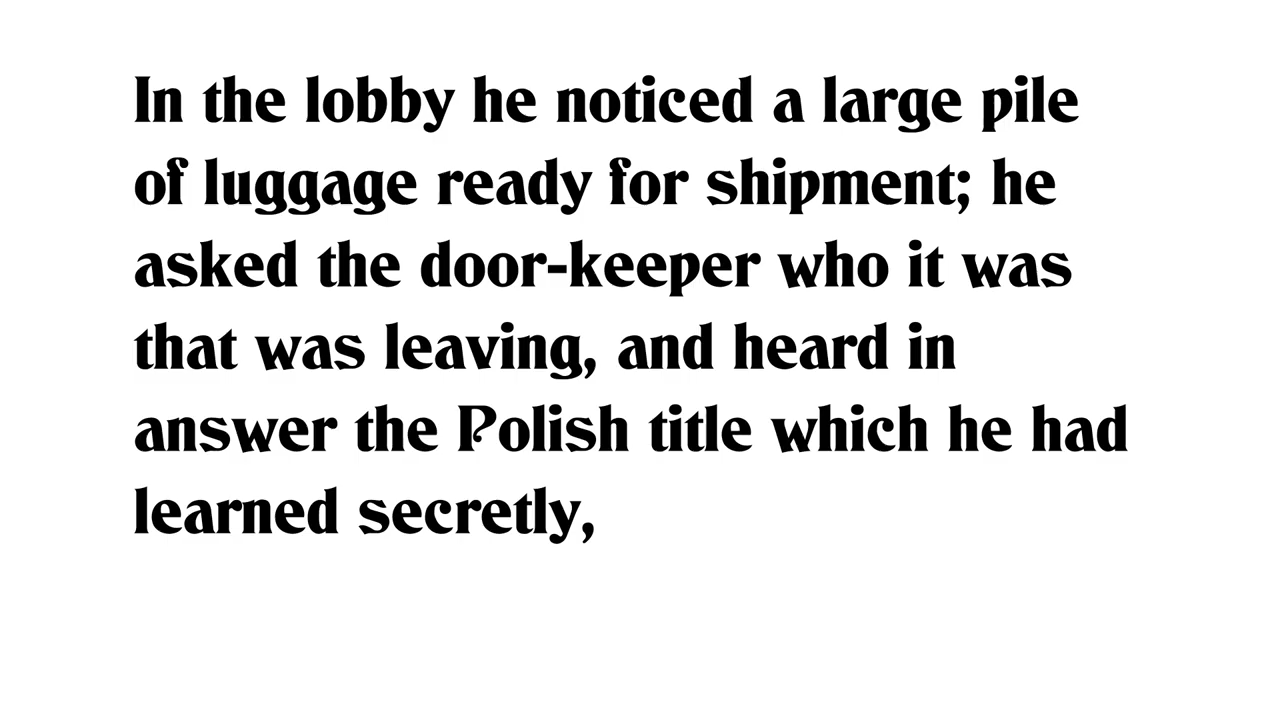 In the lobby he noticed a large pile
of luggage ready for shipment; he
asked the door-keeper who it was
that was leaving, and heard in
answer the Polish title which he had
learned secretly,